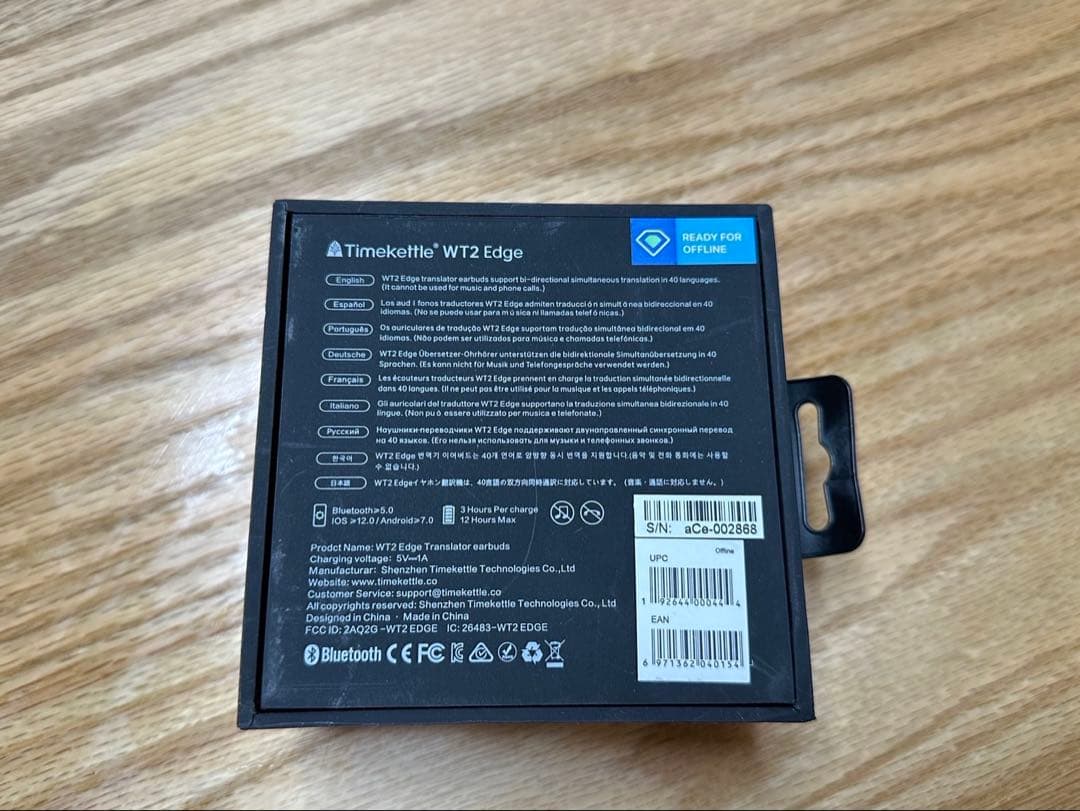 Timekettle® WT2 Edge
READY FOR
OFFLINE
English
WT2 Edge translator earbuds support bi-directional simultaneous translation in 40 languages.
(It cannot be used for music and phone calls.)
Español
Los aud í fonos traductores WT2 Edge admiten traducci ó n simult á nea bidireccional en 40
idiomas. (No se puede usar para m ú sica ni llamadas telef ó nicas.)
Português
Os auriculares de tradução WT2 Edge suportam tradução simultânea bidirecional em 40
idiomas. (Não podem ser utilizados para música e chamadas telefónicas.)
Deutsche
WT2 Edge Übersetzer-Ohrhörer unterstützen die bidirektionale Simultanübersetzung in 40
Sprachen. (Es kann nicht für Musik und Telefongespräche verwendet werden.)
Français
Les écouteurs traducteurs WT2 Edge prennent en charge la traduction simultanée bidirectionnelle
dans 40 langues. (Il ne peut pas être utilisé pour la musique et les appels téléphoniques.)
Italiano
Gli auricolari del traduttore WT2 Edge supportano la traduzione simultanea bidirezionale in 40
lingue. (Non pu ò essere utilizzato per musica e telefonate.)
Русский
Наушники-переводчики WT2 Edge поддерживают двунаправленный синхронный перевод
на 40 языков. (Его нельзя использовать для музыки и телефонных звонков.)
한국어
WT2 Edge 번역기 이어버드는 40개 언어로 양방향 동시 번역을 지원합니다.(음악 및 전화 통화에는 사용할
수 없습니다.)
日本語
WT2 Edgeイヤホン翻訳機は、40言語の双方向同時通訳に対応しています。（音楽・通話に対応しません。）
Bluetooth≥5.0
IOS ≥12.0/Android≥7.0
3 Hours Per charge
12 Hours Max
S/N: aCe-002868
Prodct Name: WT2 Edge Translator earbuds
Charging voltage: 5V⎓1A
Manufacturer: Shenzhen Timekettle Technologies Co.,Ltd
Website: www.timekettle.co
Customer Service: support@timekettle.co
All copyrights reserved: Shenzhen Timekettle Technologies Co., Ltd
Designed in China · Made in China
FCC ID: 2AQ2G-WT2 EDGE IC: 26483-WT2 EDGE
Bluetooth CE FC
Offline
UPC
1 92644 00044 4
EAN
6 971362 040154